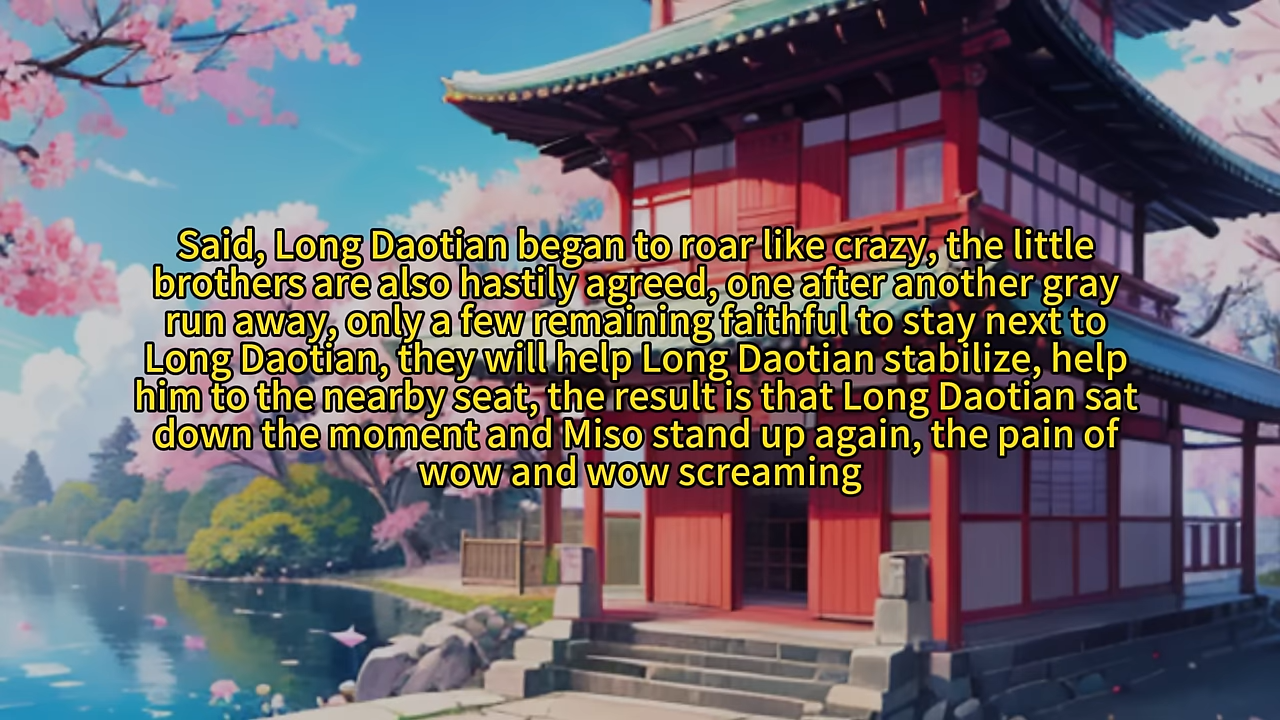 Said, Long Daotian began to roar like crazy, the little
brothers are also hastily agreed, one after another gray
run away, only a few remaining faithful to stay next to
Long Daotian, they will help Long Daotian stabilize, help
him to the nearby seat, the result is that Long Daotian sat
down the moment and Miso stand up again, the pain of
wow and wow screaming